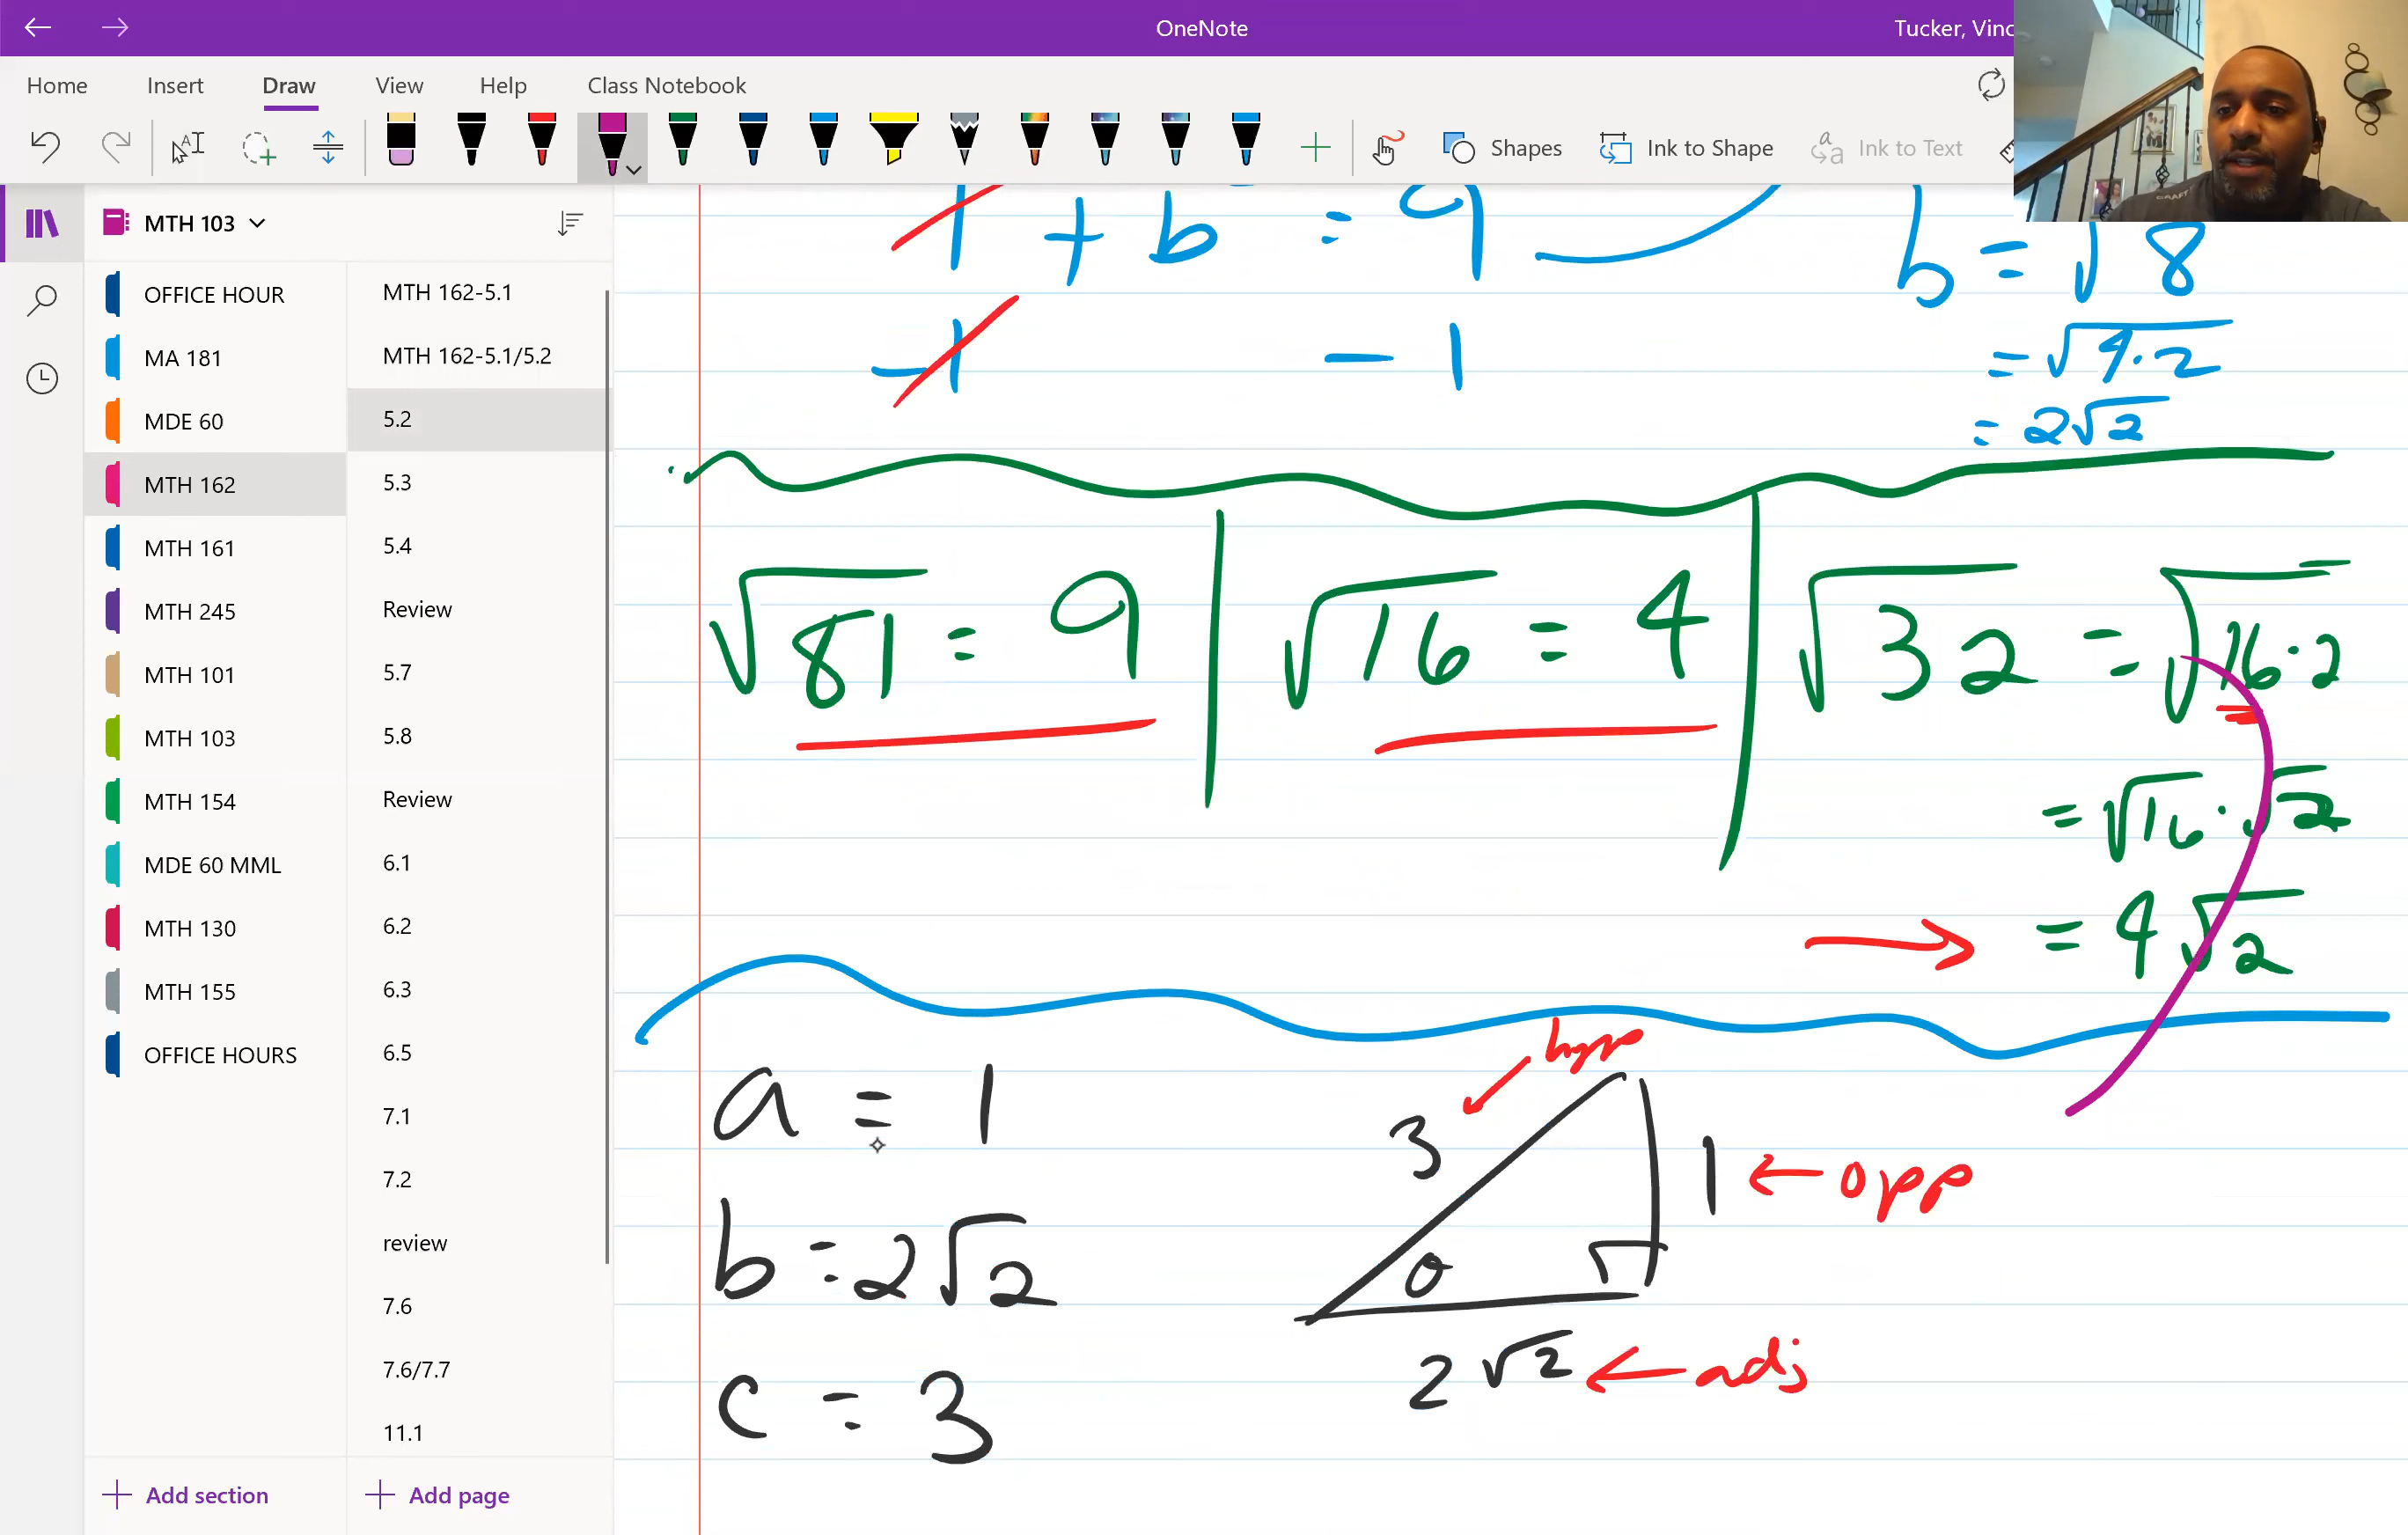 OneNote
Tucker, Vinc
Home Insert Draw View Help Class Notebook
Shapes Ink to Shape Ink to Text
MTH 103
OFFICE HOUR
MA 181
MDE 60
MTH 162
MTH 161
MTH 245
MTH 101
MTH 103
MTH 154
MDE 60 MML
MTH 130
MTH 155
OFFICE HOURS
Add section
MTH 162-5.1
MTH 162-5.1/5.2
5.2
5.3
5.4
Review
5.7
5.8
Review
6.1
6.2
6.3
6.5
7.1
7.2
review
7.6
7.6/7.7
11.1
Add page
1 + b = 9
-1 - 1
b = √8
= √4·2
= 2√2
√81 = 9
√16 = 4
√32 = √16·2
= √16 · √2
= 4√2
a = 1
b = 2√2
c = 3
hyp
3
1 ← opp
θ
2√2 ← adj
CRAFT